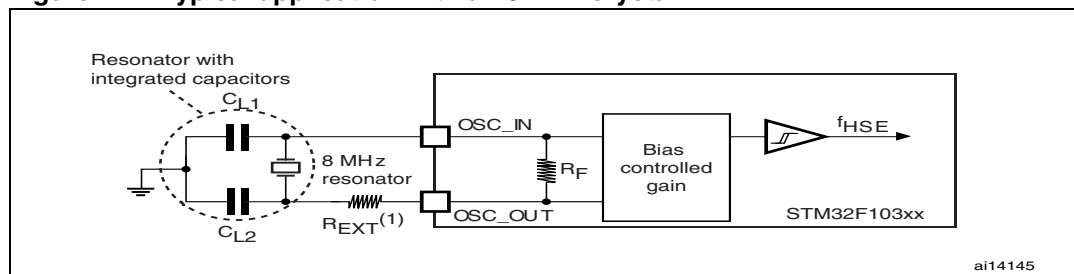 Resonator with
integrated capacitors
CL1
OSC_IN
fHSE
8 MHz
resonator
RF
Bias
controlled
gain
REXT(1)
OSC_OUT
STM32F103xx
CL2
ai14145